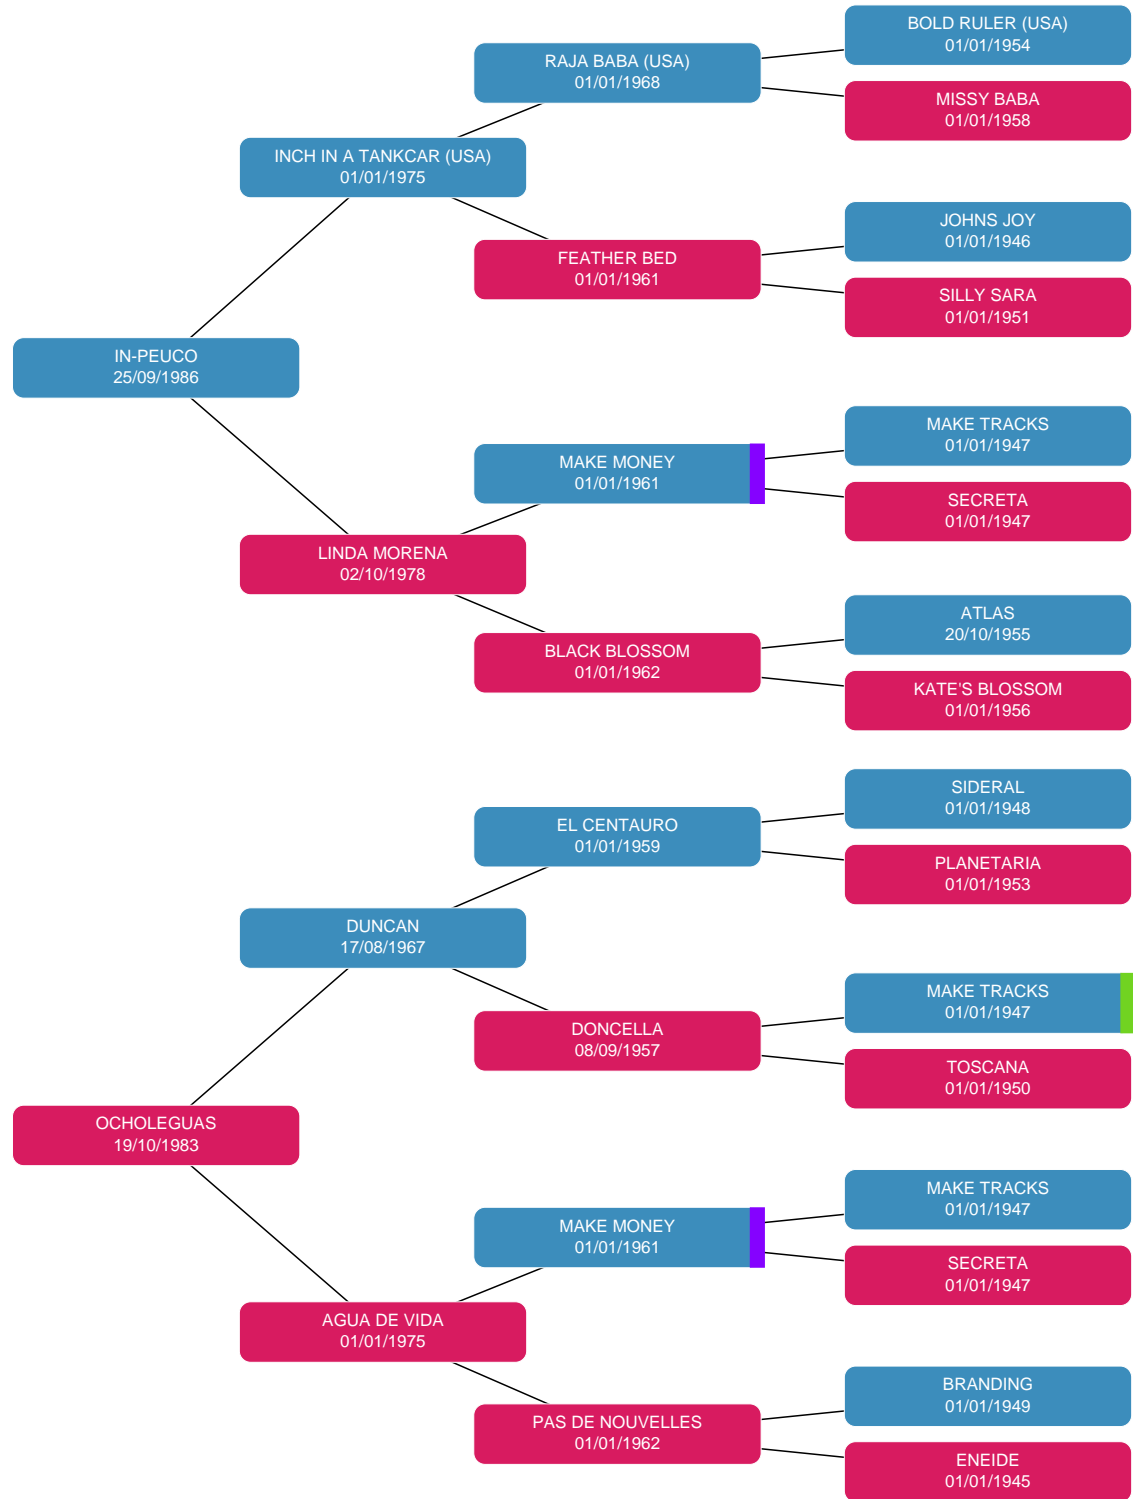 BOLD RULER (USA)
01/01/1954
RAJA BABA (USA)
01/01/1968
MISSY BABA
01/01/1958
INCH IN A TANKCAR (USA)
01/01/1975
JOHNS JOY
01/01/1946
FEATHER BED
01/01/1961
SILLY SARA
01/01/1951
IN-PEUCO
25/09/1986
MAKE TRACKS
01/01/1947
MAKE MONEY
01/01/1961
SECRETA
01/01/1947
LINDA MORENA
02/10/1978
ATLAS
20/10/1955
BLACK BLOSSOM
01/01/1962
KATE'S BLOSSOM
01/01/1956
SIDERAL
01/01/1948
EL CENTAURO
01/01/1959
PLANETARIA
01/01/1953
DUNCAN
17/08/1967
MAKE TRACKS
01/01/1947
DONCELLA
08/09/1957
TOSCANA
01/01/1950
OCHOLEGUAS
19/10/1983
MAKE TRACKS
01/01/1947
MAKE MONEY
01/01/1961
SECRETA
01/01/1947
AGUA DE VIDA
01/01/1975
BRANDING
01/01/1949
PAS DE NOUVELLES
01/01/1962
ENEIDE
01/01/1945